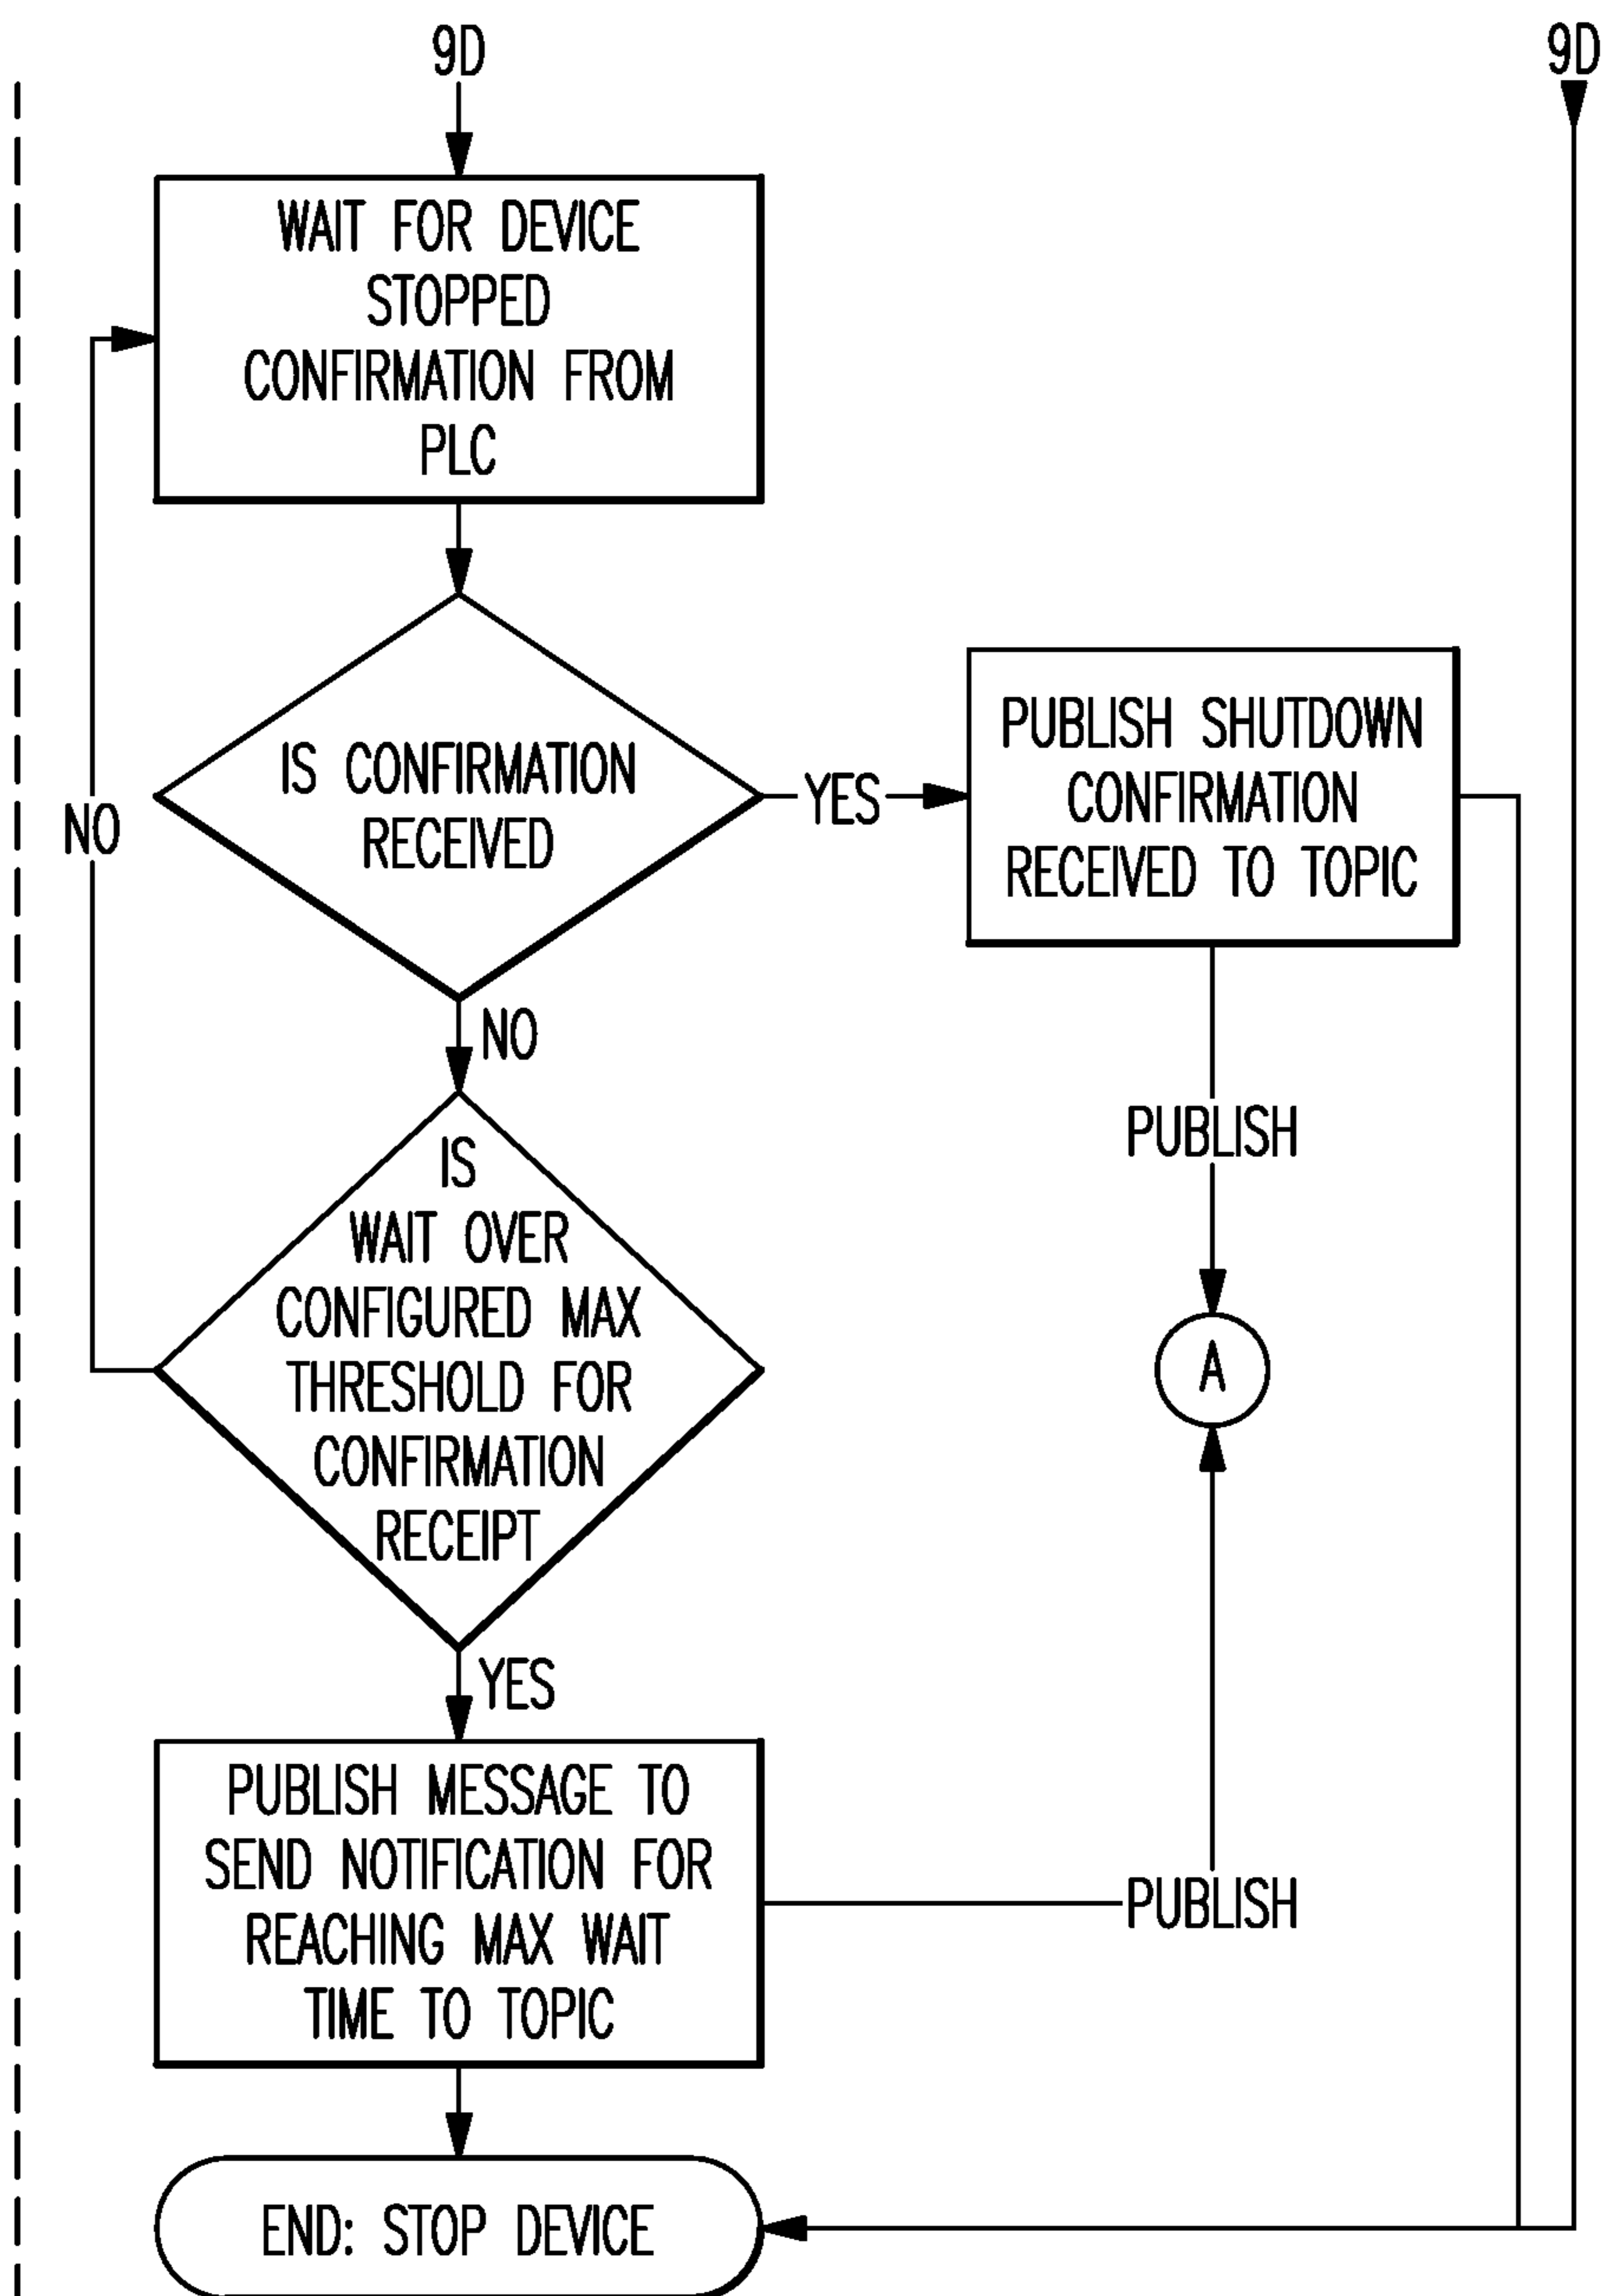 9D
9D
WAIT FOR DEVICE
STOPPED
CONFIRMATION FROM
PLC
IS CONFIRMATION
RECEIVED
YES
PUBLISH SHUTDOWN
CONFIRMATION
RECEIVED TO TOPIC
NO
NO
IS
WAIT OVER
CONFIGURED MAX
THRESHOLD FOR
CONFIRMATION
RECEIPT
PUBLISH
A
YES
PUBLISH MESSAGE TO
SEND NOTIFICATION FOR
REACHING MAX WAIT
TIME TO TOPIC
PUBLISH
END: STOP DEVICE